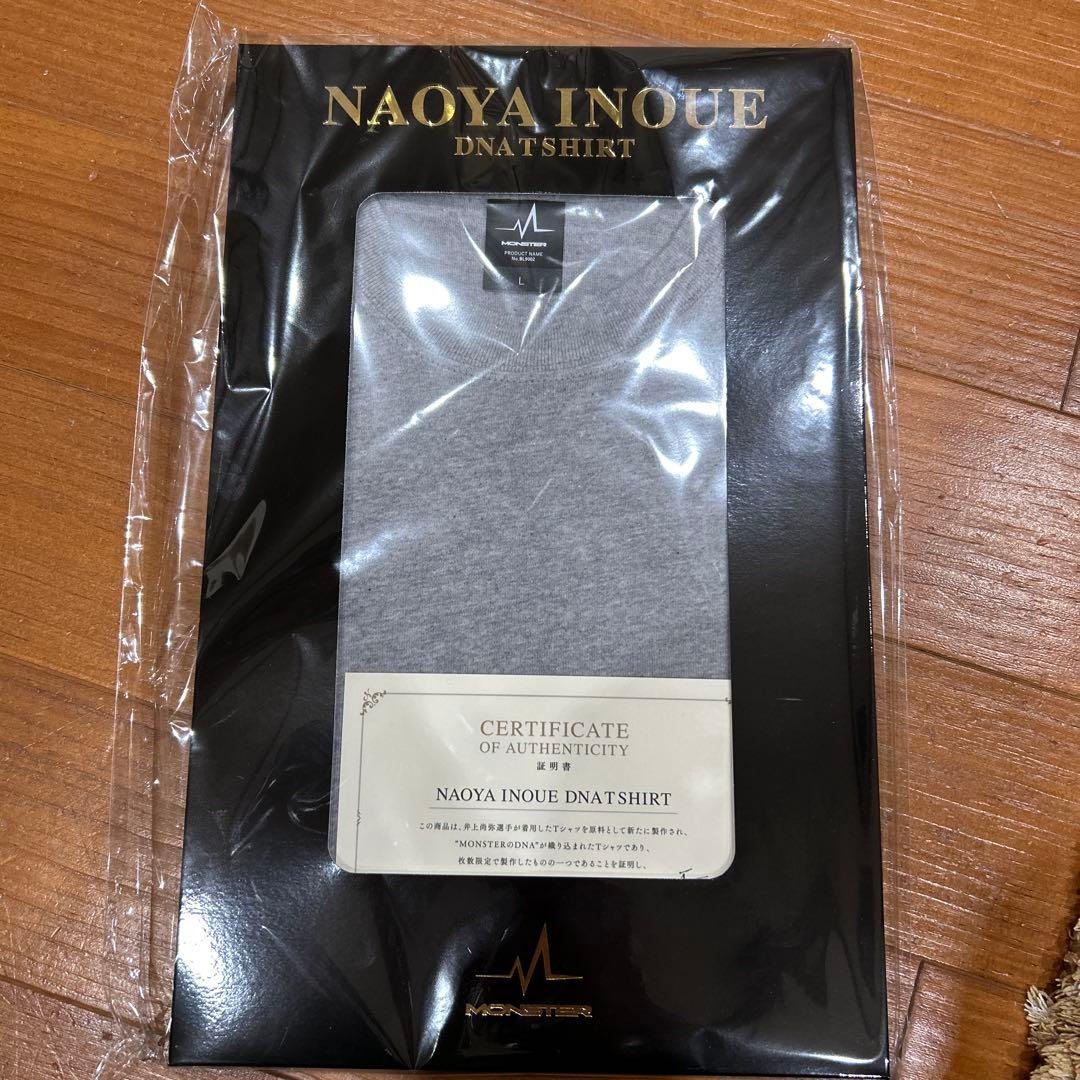 NAOYA INOUE
DNA T SHIRT
MONSTER
PRODUCT NAME
No.BL9002
L
CERTIFICATE
OF AUTHENTICITY
証明書
NAOYA INOUE DNA T SHIRT
この商品は、井上尚弥選手が着用したTシャツを原料として新たに製作され、
"MONSTERのDNA"が織り込まれたTシャツであり、
枚数限定で製作したものの一つであることを証明し、
MONSTER